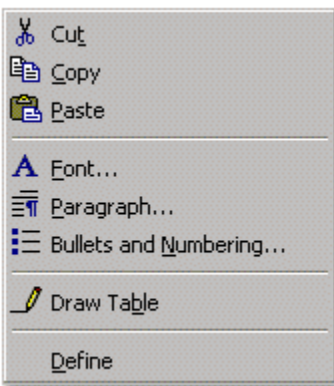 Cut
Copy
Paste
Font...
Paragraph...
Bullets and Numbering...
Draw Table
Define